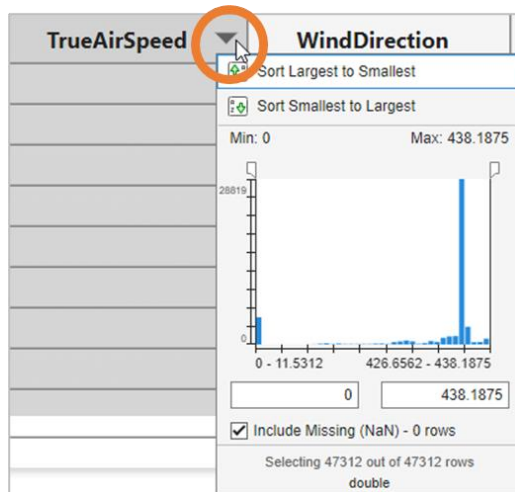 TrueAirSpeed WindDirection
Sort Largest to Smallest
Sort Smallest to Largest
Min: 0 Max: 438.1875
28819
0
0 - 11.5312 426.6562 - 438.1875
0 438.1875
Include Missing (NaN) - 0 rows
Selecting 47312 out of 47312 rows
double